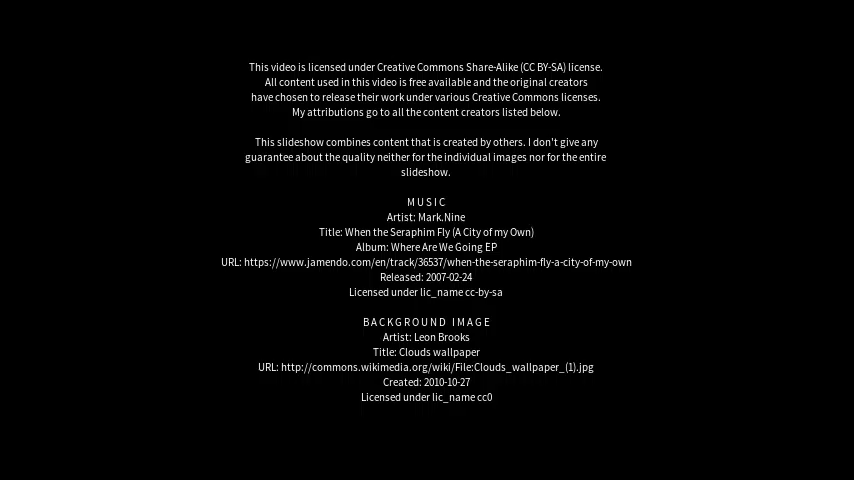 This video is licensed under Creative Commons Share-Alike (CC BY-SA) license.
All content used in this video is free available and the original creators
have chosen to release their work under various Creative Commons licenses.
My attributions go to all the content creators listed below.
This slideshow combines content that is created by others. I don't give any
guarantee about the quality neither for the individual images nor for the entire
slideshow.
MUSIC
Artist: Mark.Nine
Title: When the Seraphim Fly (A City of my Own)
Album: Where Are We Going EP
URL: https://www.jamendo.com/en/track/36537/when-the-seraphim-fly-a-city-of-my-own
Released: 2007-02-24
Licensed under lic_name cc-by-sa
BACKGROUND IMAGE
Artist: Leon Brooks
Title: Clouds wallpaper
URL: http://commons.wikimedia.org/wiki/File:Clouds_wallpaper_(1).jpg
Created: 2010-10-27
Licensed under lic_name cc0